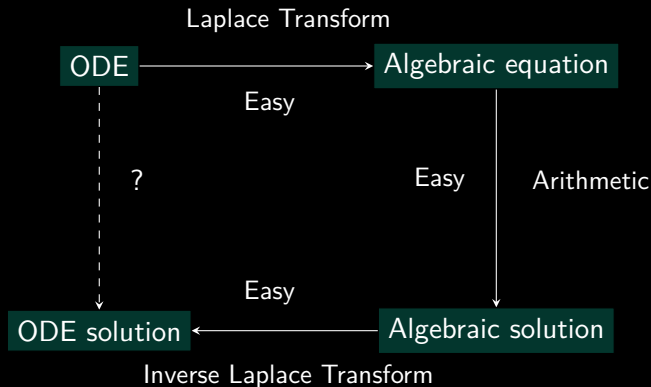 Laplace Transform
ODE
Algebraic equation
Easy
?
Easy
Arithmetic
Easy
ODE solution
Algebraic solution
Inverse Laplace Transform